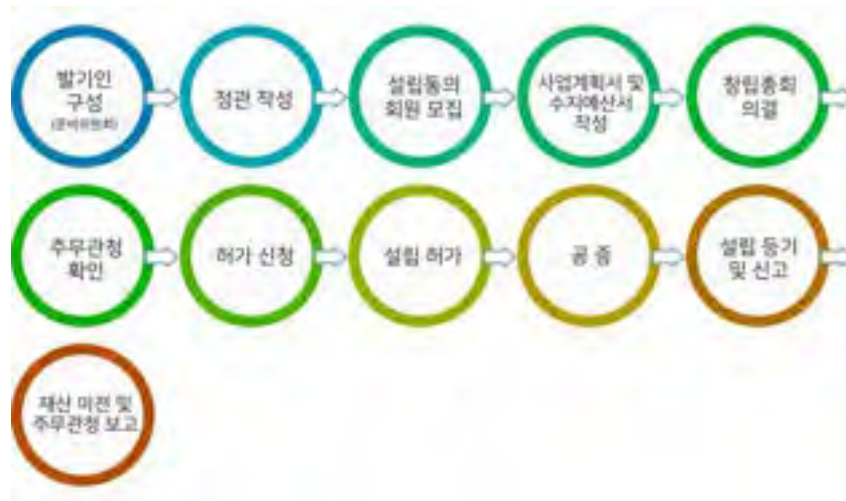 발기인
구성
(준비위원회)
정관 작성
설립동의
회원 모집
사업계획서 및
수지예산서
작성
창립총회
의결
주무관청
확인
허가 신청
설립 허가
공 증
설립 등기
및 신고
재산 이전 및
주무관청 보고